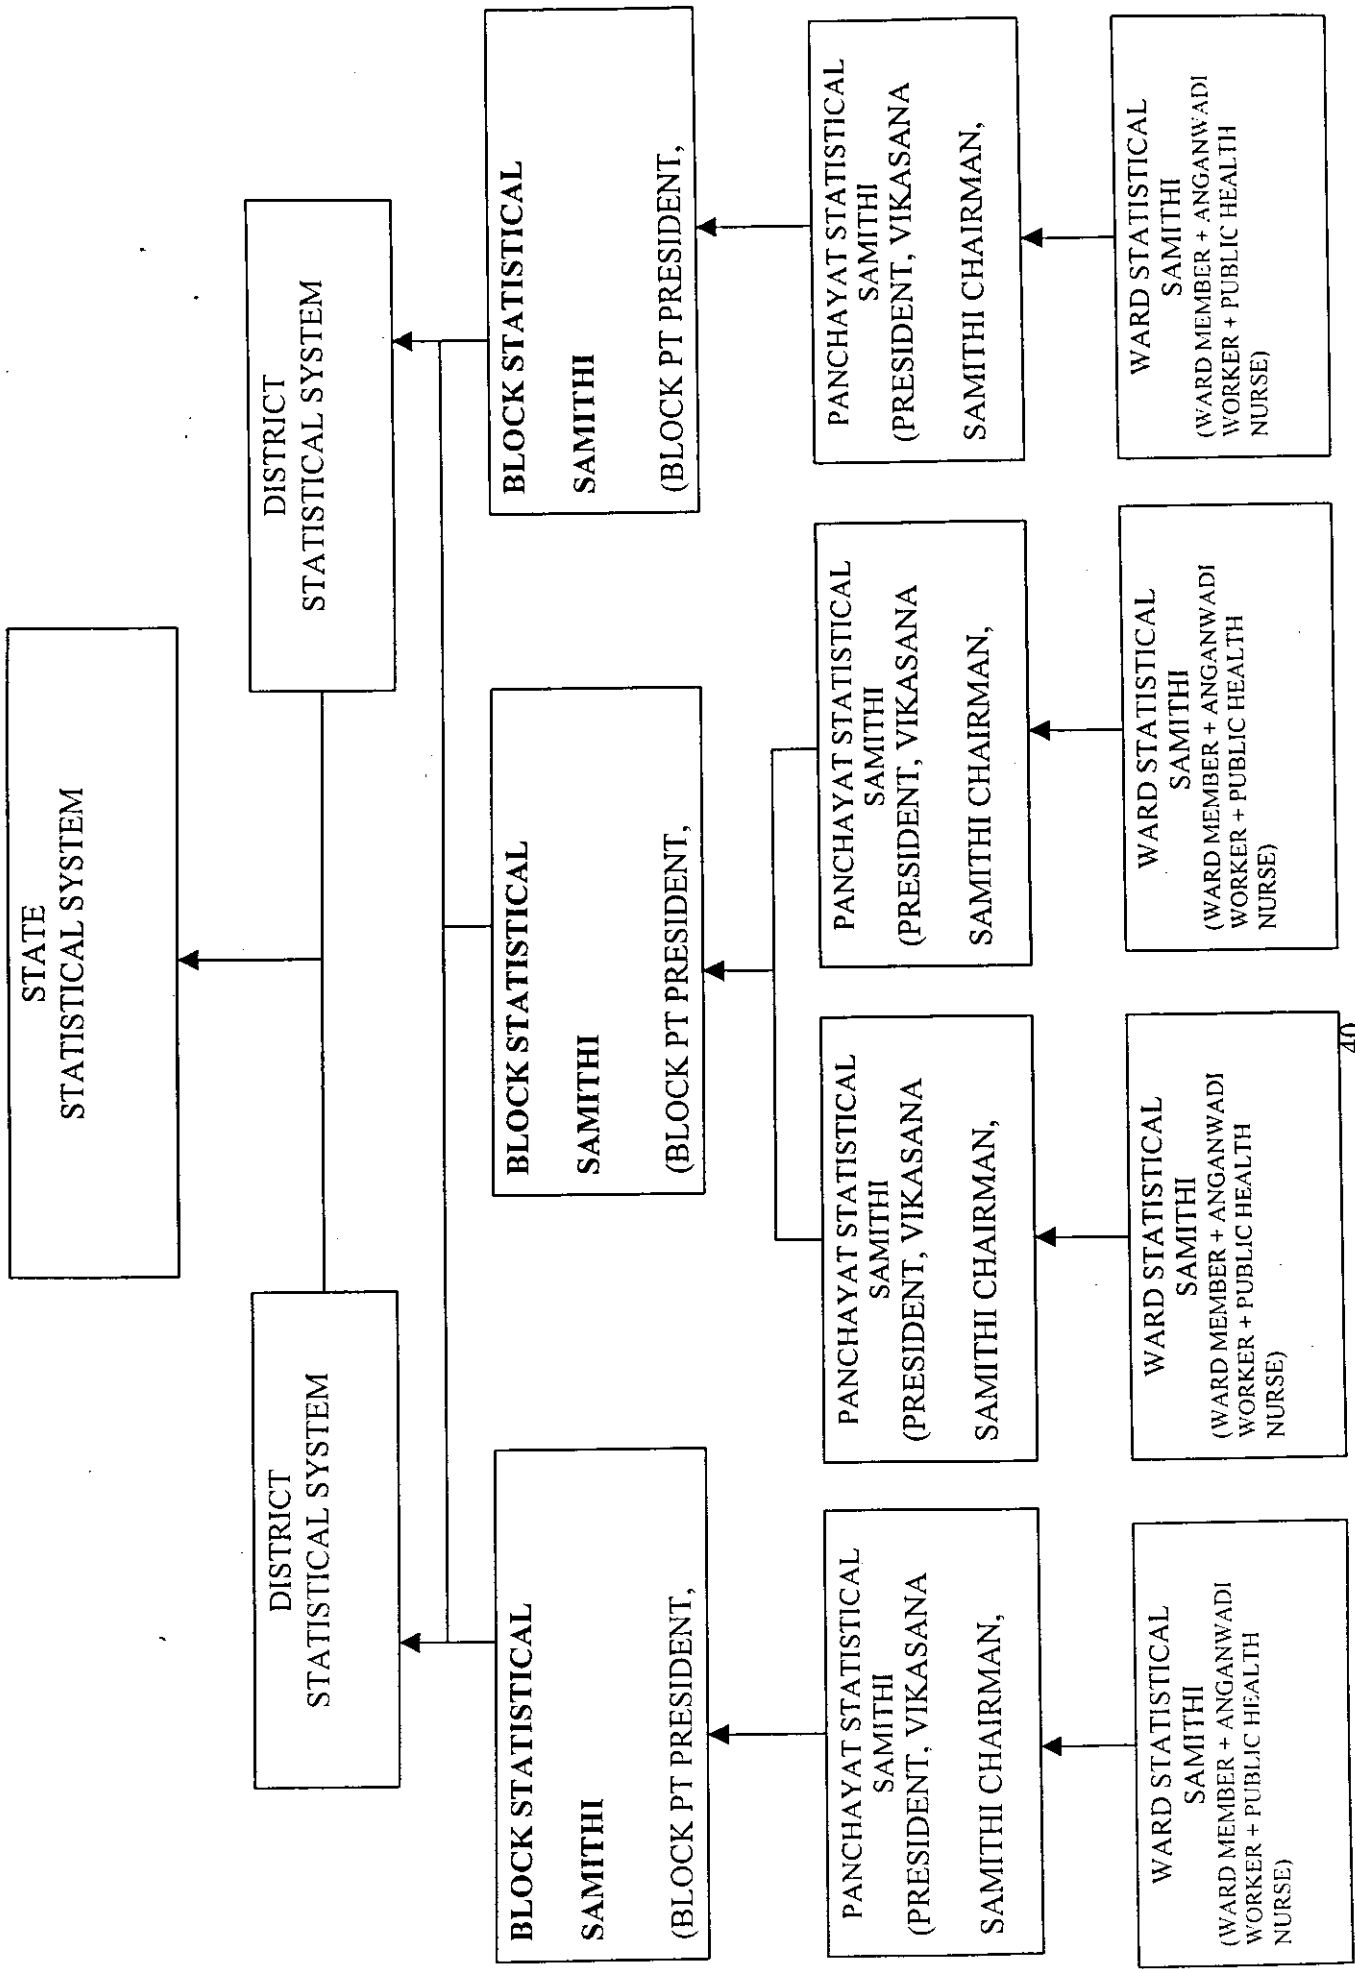 STATE
STATISTICAL SYSTEM
DISTRICT
STATISTICAL SYSTEM
DISTRICT
STATISTICAL SYSTEM
BLOCK STATISTICAL
SAMITHI
(BLOCK PT PRESIDENT,
BLOCK STATISTICAL
SAMITHI
(BLOCK PT PRESIDENT,
BLOCK STATISTICAL
SAMITHI
(BLOCK PT PRESIDENT,
PANCHAYAT STATISTICAL
SAMITHI
(PRESIDENT, VIKASANA
SAMITHI CHAIRMAN,
PANCHAYAT STATISTICAL
SAMITHI
(PRESIDENT, VIKASANA
SAMITHI CHAIRMAN,
PANCHAYAT STATISTICAL
SAMITHI
(PRESIDENT, VIKASANA
SAMITHI CHAIRMAN,
PANCHAYAT STATISTICAL
SAMITHI
(PRESIDENT, VIKASANA
SAMITHI CHAIRMAN,
WARD STATISTICAL
SAMITHI
(WARD MEMBER + ANGANWADI
WORKER + PUBLIC HEALTH
NURSE)
WARD STATISTICAL
SAMITHI
(WARD MEMBER + ANGANWADI
WORKER + PUBLIC HEALTH
NURSE)
WARD STATISTICAL
SAMITHI
(WARD MEMBER + ANGANWADI
WORKER + PUBLIC HEALTH
NURSE)
WARD STATISTICAL
SAMITHI
(WARD MEMBER + ANGANWADI
WORKER + PUBLIC HEALTH
NURSE)
40